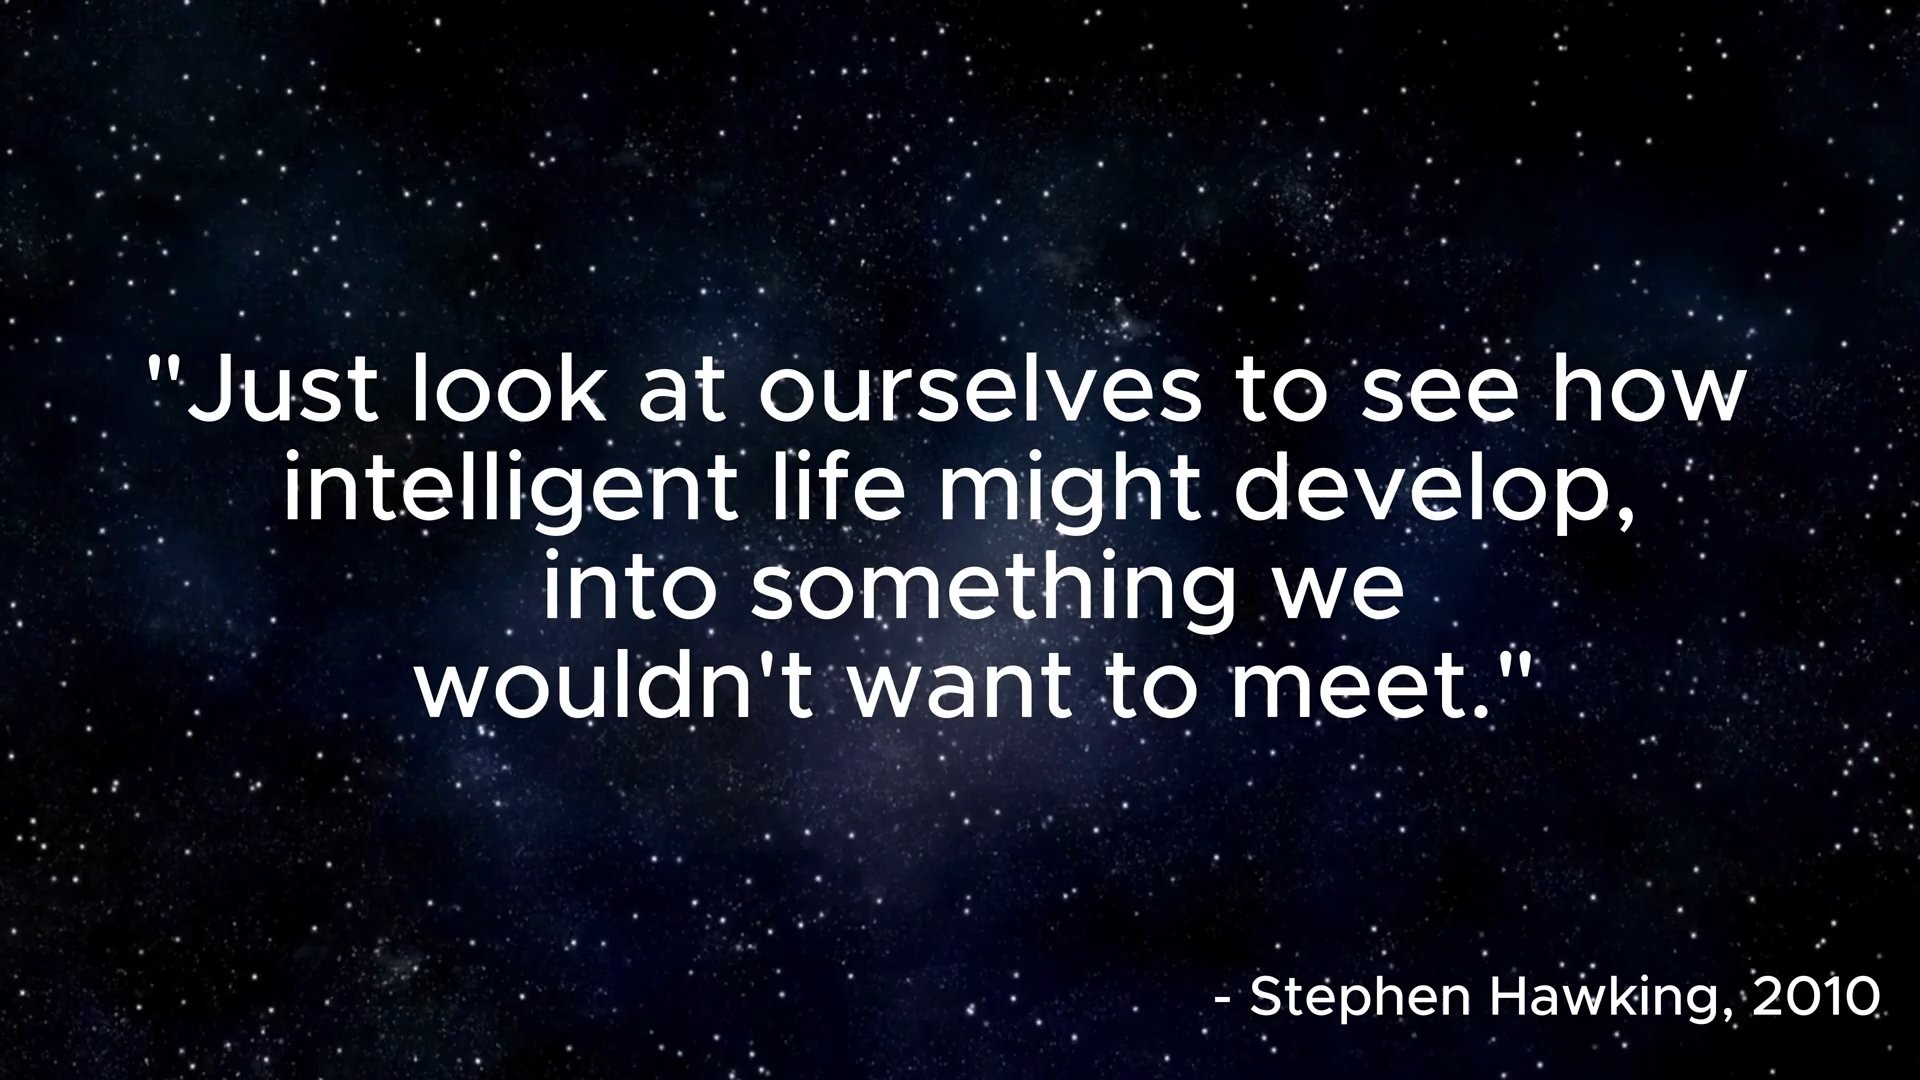 "Just look at ourselves to see how
intelligent life might develop,
into something we
wouldn't want to meet."
- Stephen Hawking, 2010